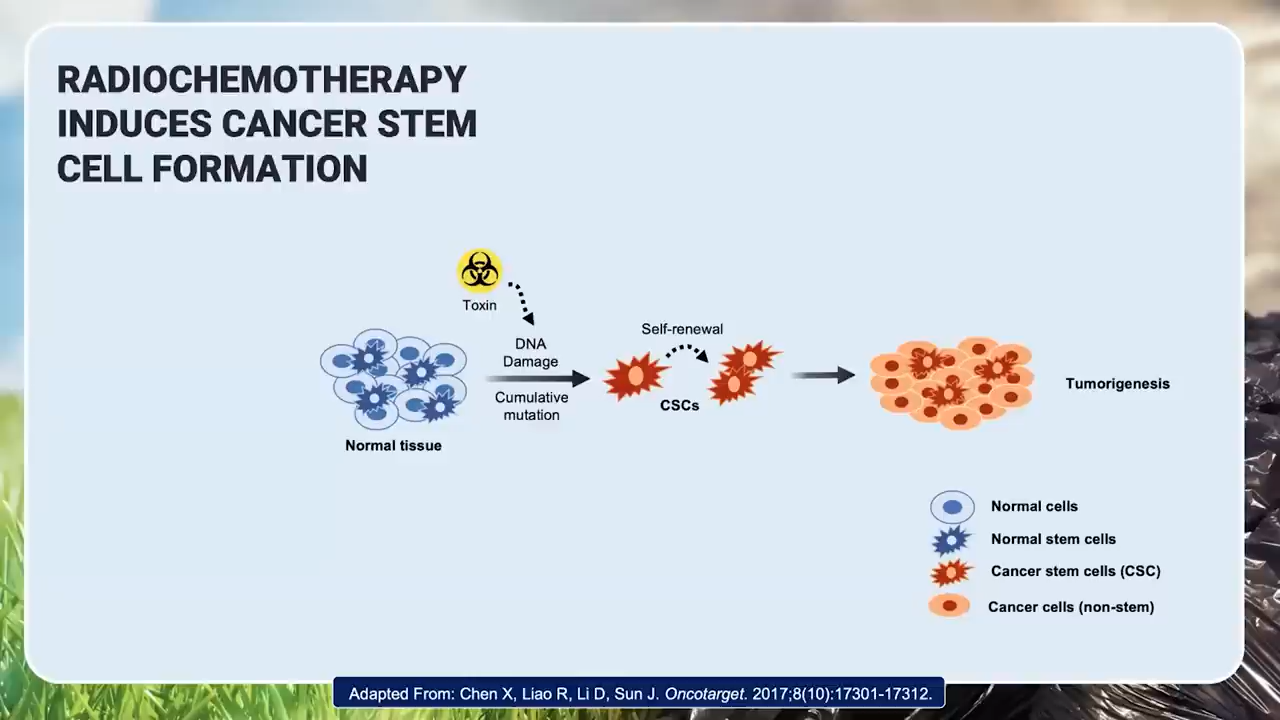 RADIOCHEMOTHERAPY
INDUCES CANCER STEM
CELL FORMATION
Toxin
DNA
Damage
Cumulative
mutation
Normal tissue
Self-renewal
CSCs
Tumorigenesis
Normal cells
Normal stem cells
Cancer stem cells (CSC)
Cancer cells (non-stem)
Adapted From: Chen X, Liao R, Li D, Sun J. Oncotarget. 2017;8(10):17301-17312.